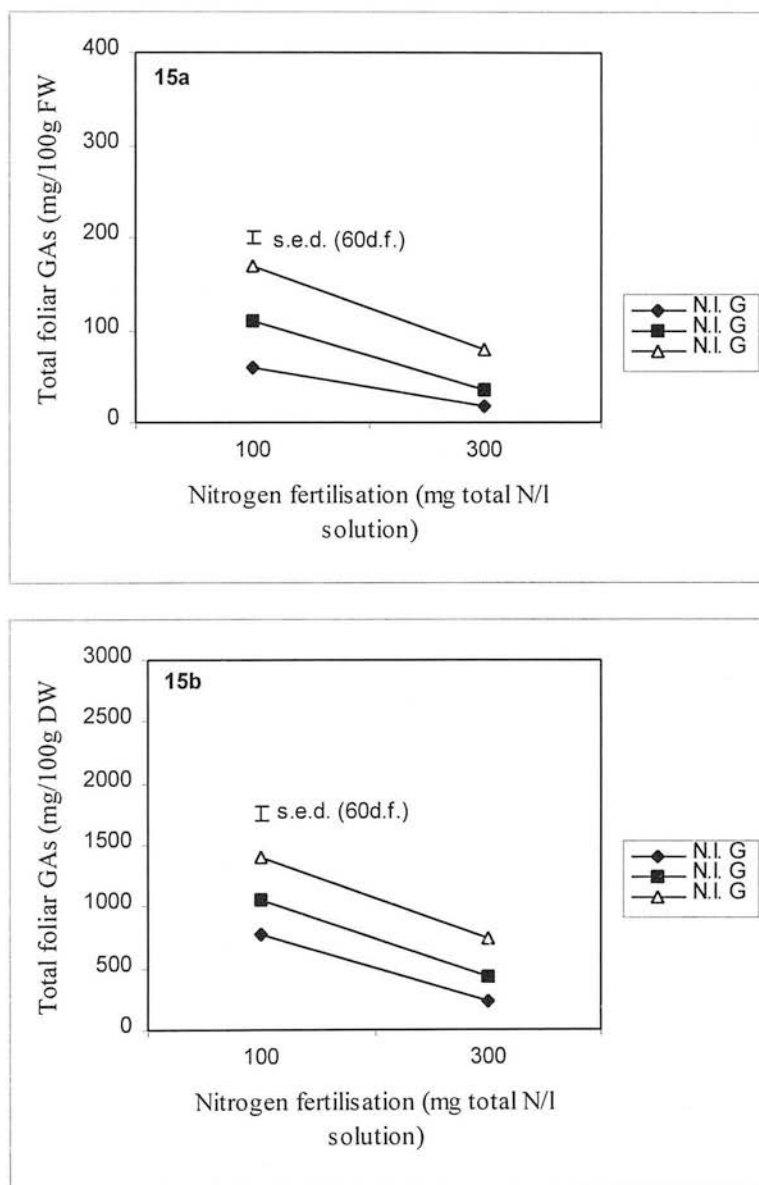 15a
400
300
200
100
0
Total foliar GAs (mg/100g FW)
s.e.d. (60d.f.)
100 300
Nitrogen fertilisation (mg total N/l
solution)
N.I. G
N.I. G
N.I. G
15b
3000
2500
2000
1500
1000
500
0
Total foliar GAs (mg/100g DW)
s.e.d. (60d.f.)
100 300
Nitrogen fertilisation (mg total N/l
solution)
N.I. G
N.I. G
N.I. G